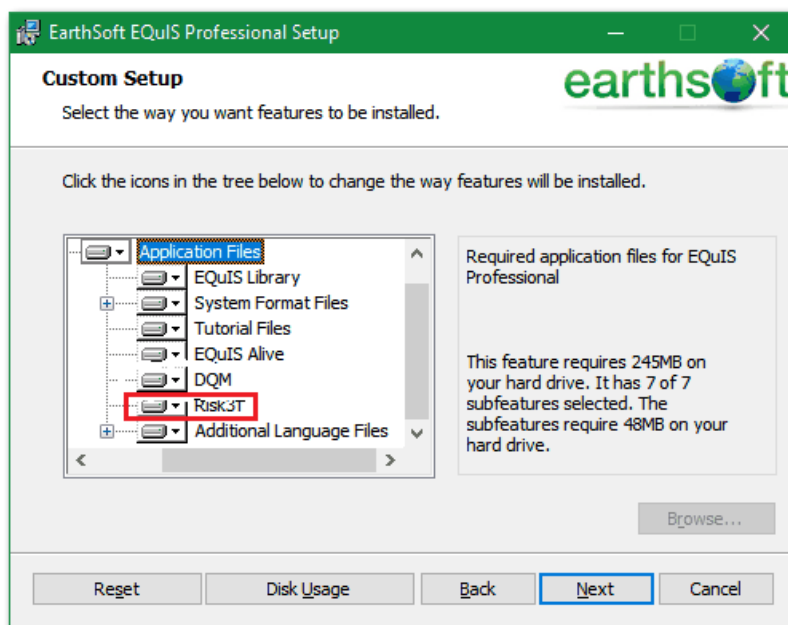 EarthSoft EQuIS Professional Setup
Custom Setup
Select the way you want features to be installed.
earthsoft
Click the icons in the tree below to change the way features will be installed.
Application Files
EQuIS Library
System Format Files
Tutorial Files
EQuIS Alive
DQM
Risk3T
Additional Language Files
Required application files for EQuIS
Professional
This feature requires 245MB on
your hard drive. It has 7 of 7
subfeatures selected. The
subfeatures require 48MB on your
hard drive.
Browse...
Reset
Disk Usage
Back
Next
Cancel